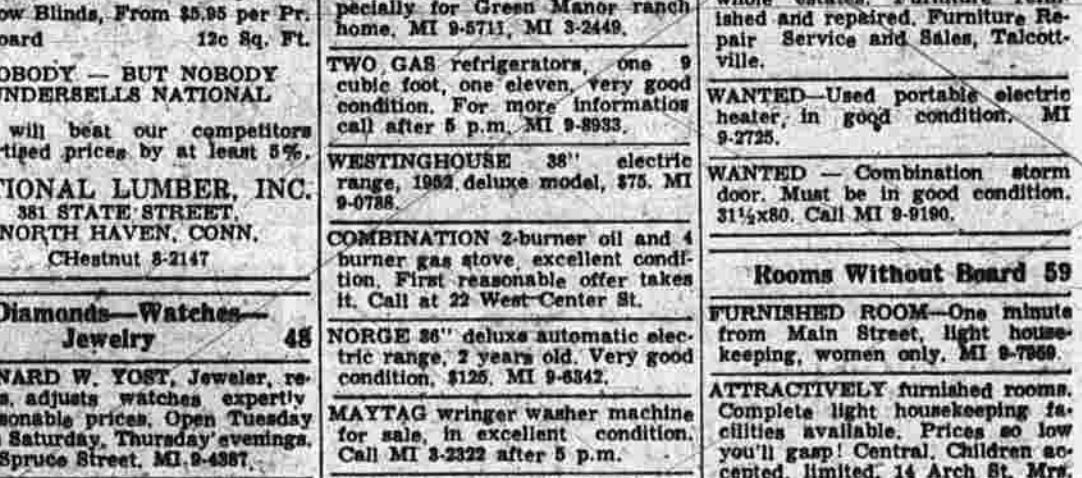 ow Blinds, From $5.95 per Pr.
oard 12c Sq. Ft.
OBODY — BUT NOBODY
UNDERSELLS NATIONAL
will beat our competitors
tised prices by at least 5%.
TIONAL LUMBER, INC.
381 STATE STREET,
NORTH HAVEN, CONN.
CHestnut 8-2147
Diamonds—Watches—
Jewelry 48
NARD W. YOST, Jeweler, re-
s, adjusts watches expertly
sonable prices. Open Tuesday
Saturday, Thursday evenings.
Spruce Street. MI 9-4387.
pecially for Green Manor ranch
home. MI 9-5711, MI 3-2449.
TWO GAS refrigerators, one 9
cubic foot, one eleven, very good
condition. For more information
call after 5 p.m. MI 9-8933.
WESTINGHOUSE 38" electric
range, 1952 deluxe model, $75. MI
9-0788.
COMBINATION 2-burner oil and 4
burner gas stove, excellent condi-
tion. First reasonable offer takes
it. Call at 22 West Center St.
NORGE 36" deluxe automatic elec-
tric range, 2 years old. Very good
condition, $125. MI 9-6342.
MAYTAG wringer washer machine
for sale, in excellent condition.
Call MI 3-2322 after 5 p.m.
whole estates.
ished and repaired. Furniture Re-
pair Service and Sales, Talcott-
ville.
WANTED—Used portable electric
heater, in good condition. MI
9-2725.
WANTED — Combination storm
door. Must be in good condition.
31½x80. Call MI 9-9190.
Rooms Without Board 59
FURNISHED ROOM—One minute
from Main Street, light house-
keeping, women only. MI 9-7959.
ATTRACTIVELY furnished rooms.
Complete light housekeeping fa-
cilities available. Prices so low
you'll gasp! Central. Children ac-
cepted, limited. 14 Arch St. Mrs.